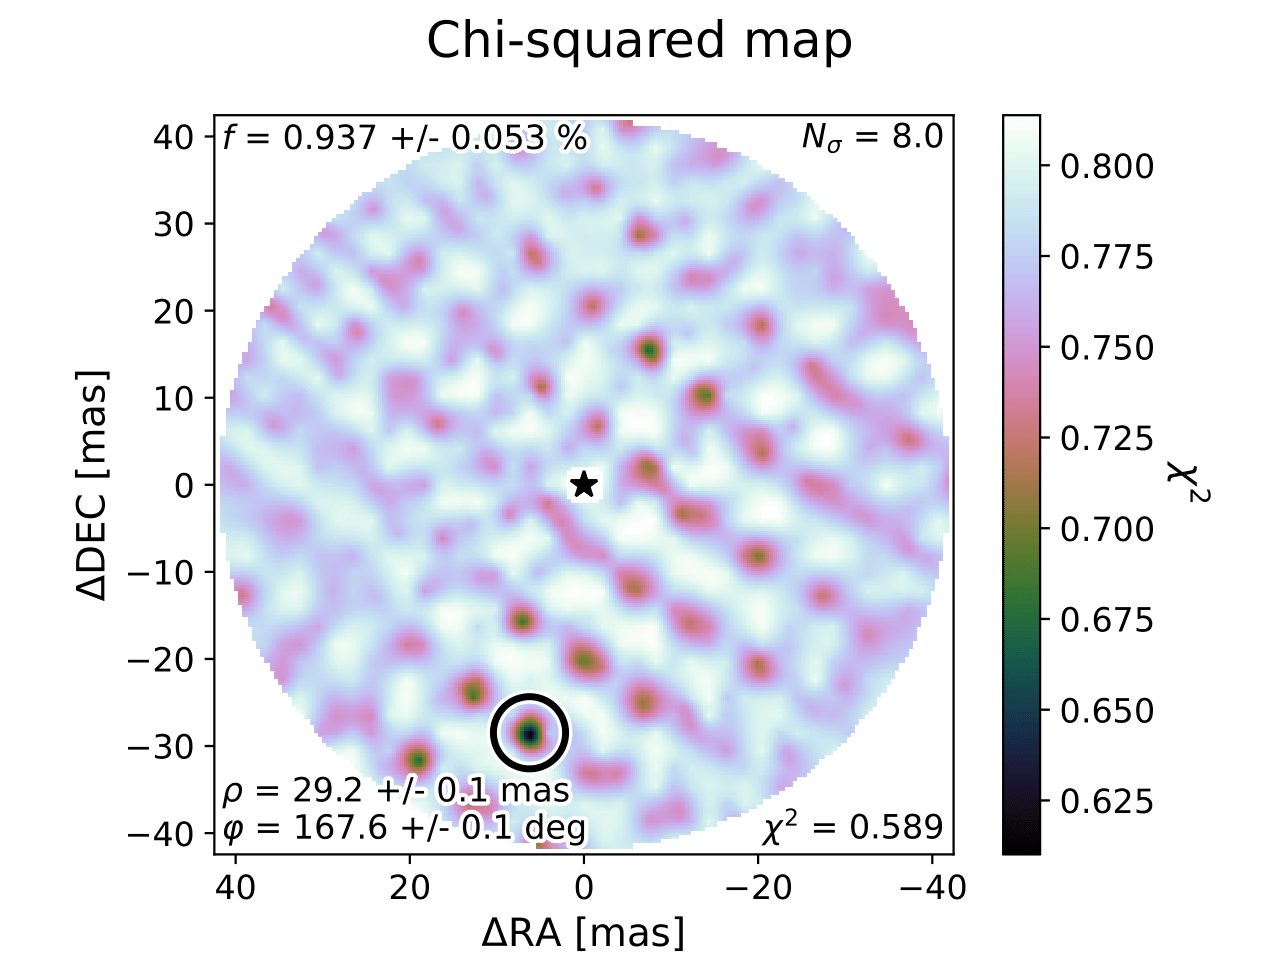 Chi-squared map
f = 0.937 +/- 0.053 %
Nσ = 8.0
40
30
20
10
0
−10
−20
−30
−40
ΔDEC [mas]
ρ = 29.2 +/- 0.1 mas
φ = 167.6 +/- 0.1 deg
χ² = 0.589
40
20
0
−20
−40
ΔRA [mas]
0.800
0.775
0.750
0.725
0.700
0.675
0.650
0.625
χ²